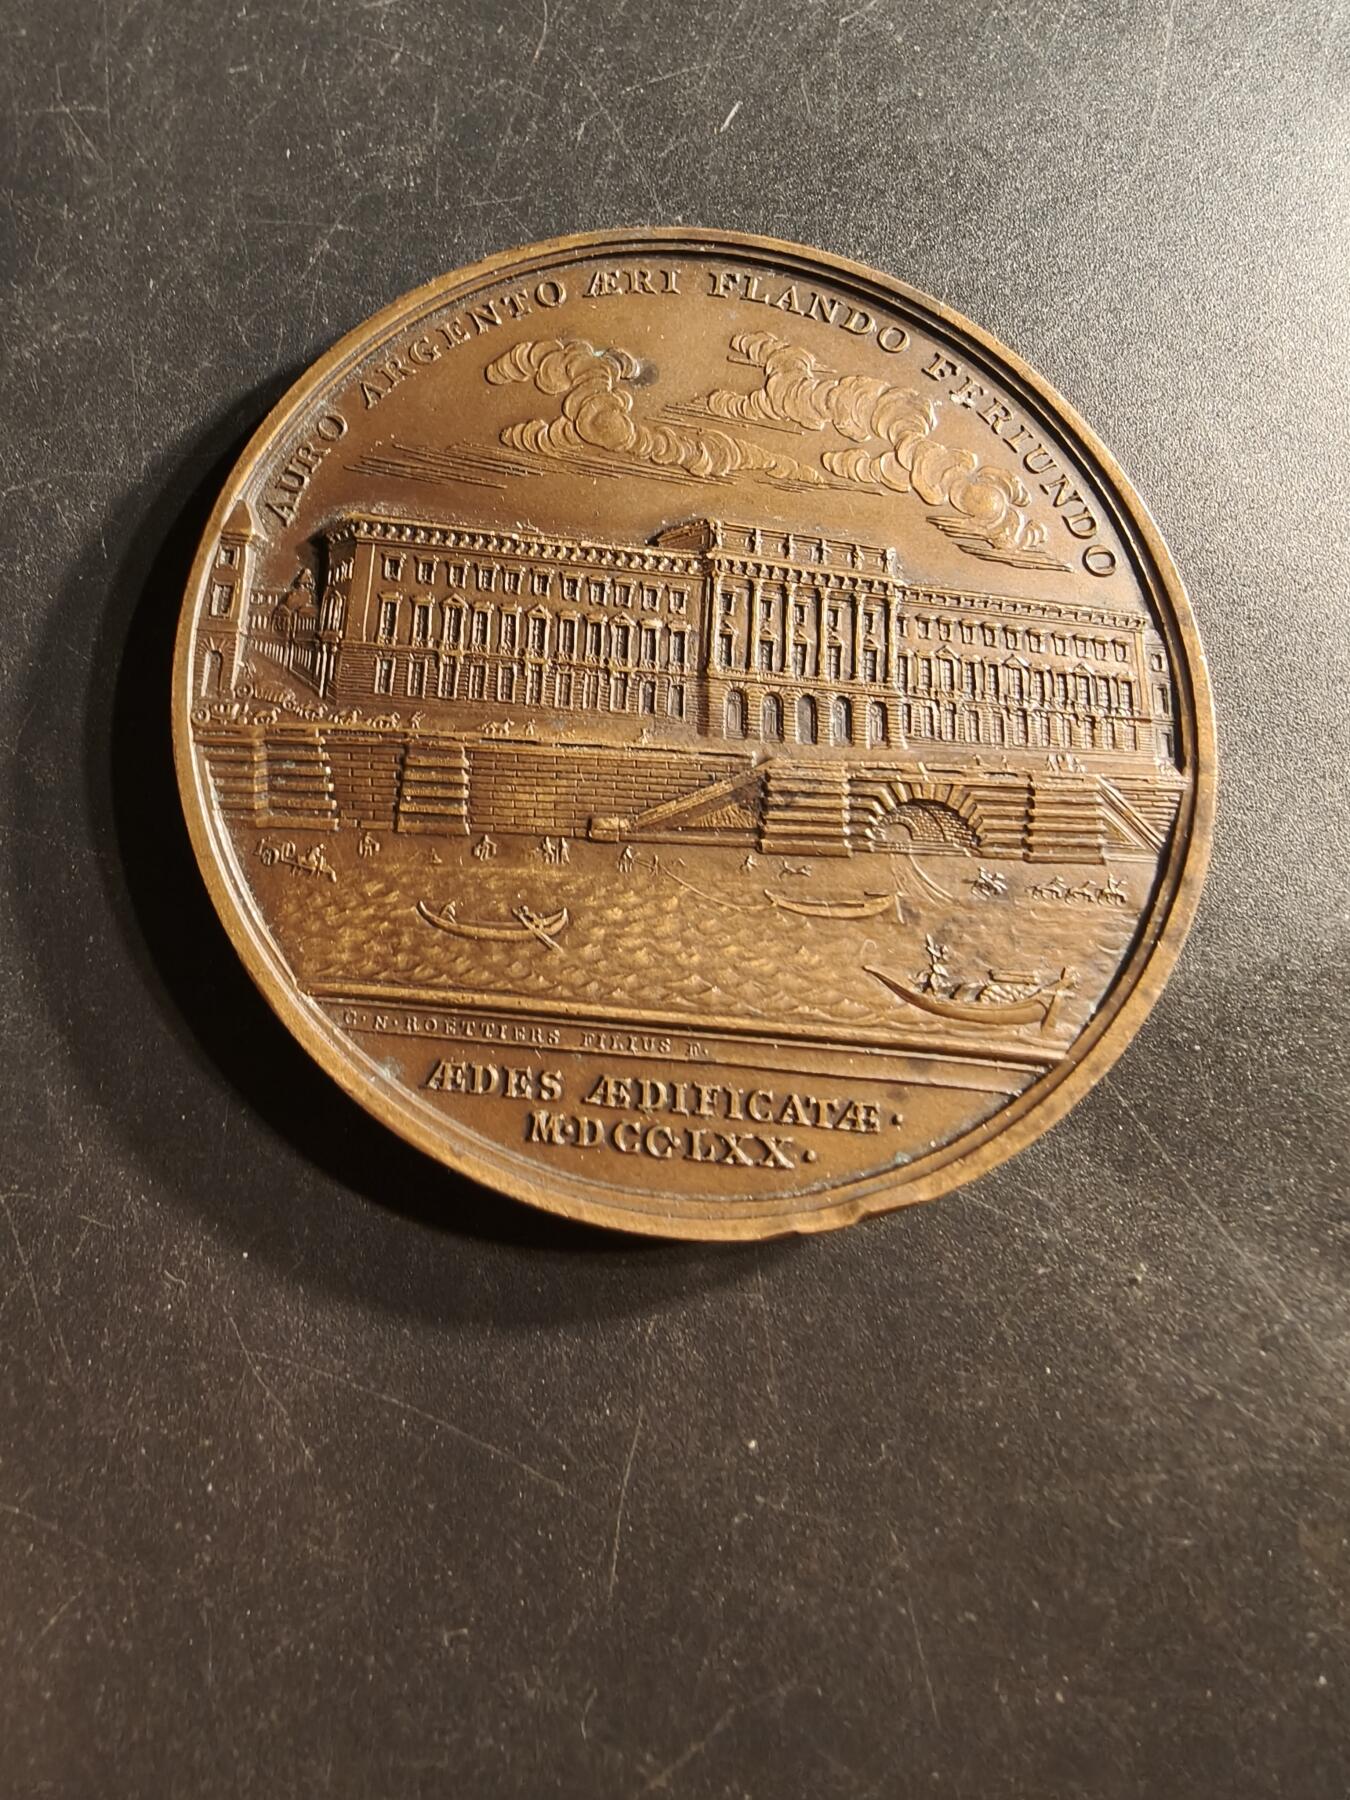 AURO ARGENTO ÆRI FLANDO FERIUNDO
G·N·ROETTIERS FILIUS F.
ÆDES ÆDIFICATÆ·
M·DCC·LXX·